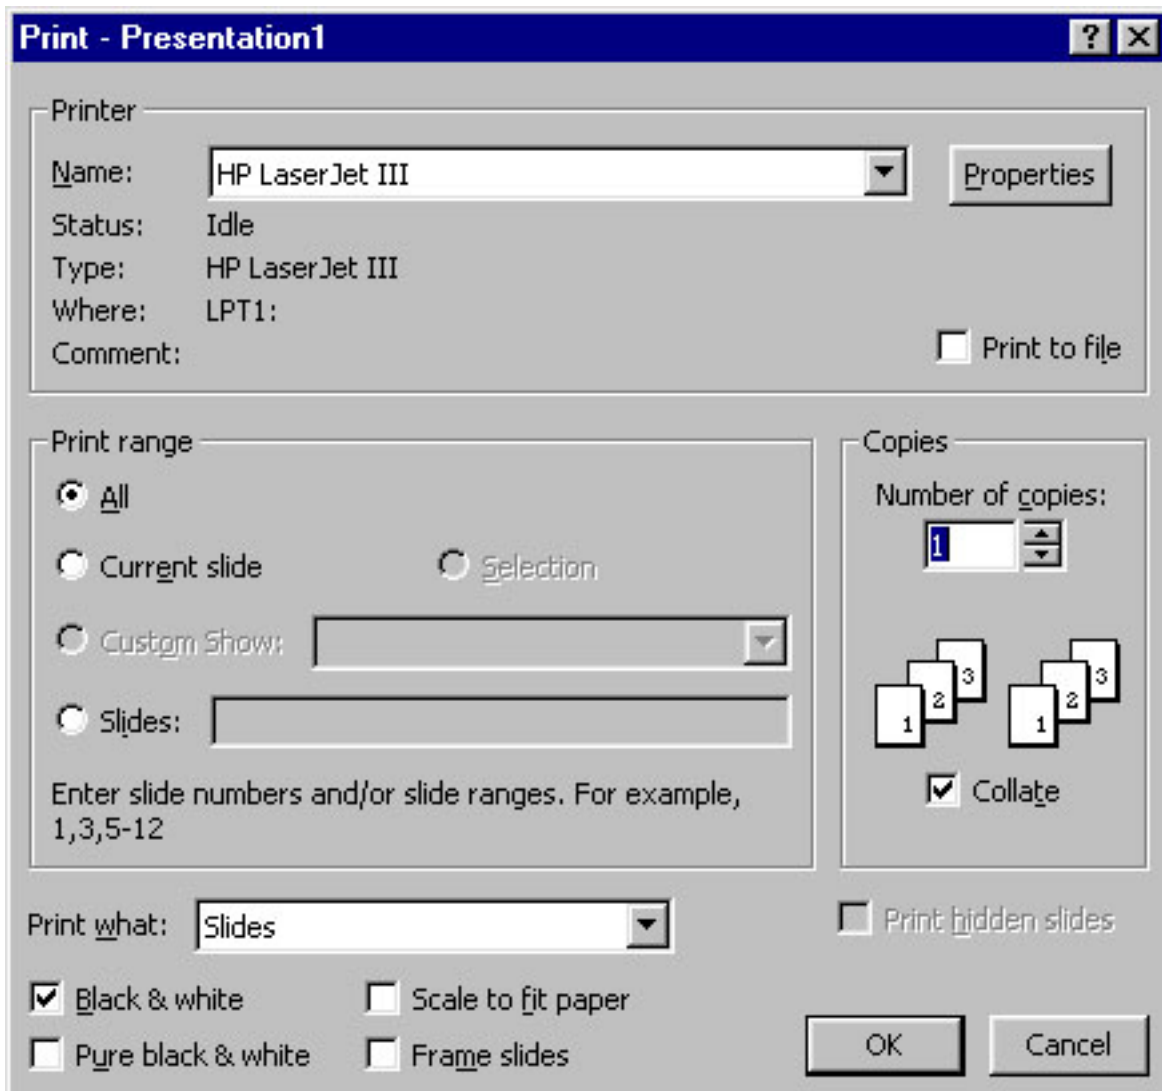 Print - Presentation1
Printer
Name: HP LaserJet III Properties
Status: Idle
Type: HP LaserJet III
Where: LPT1:
Comment:
Print to file
Print range
All
Current slide Selection
Custom Show:
Slides:
Enter slide numbers and/or slide ranges. For example,
1,3,5-12
Copies
Number of copies:
1
1 2 3 1 2 3
Collate
Print what: Slides
Print hidden slides
Black & white Scale to fit paper
Pure black & white Frame slides
OK Cancel